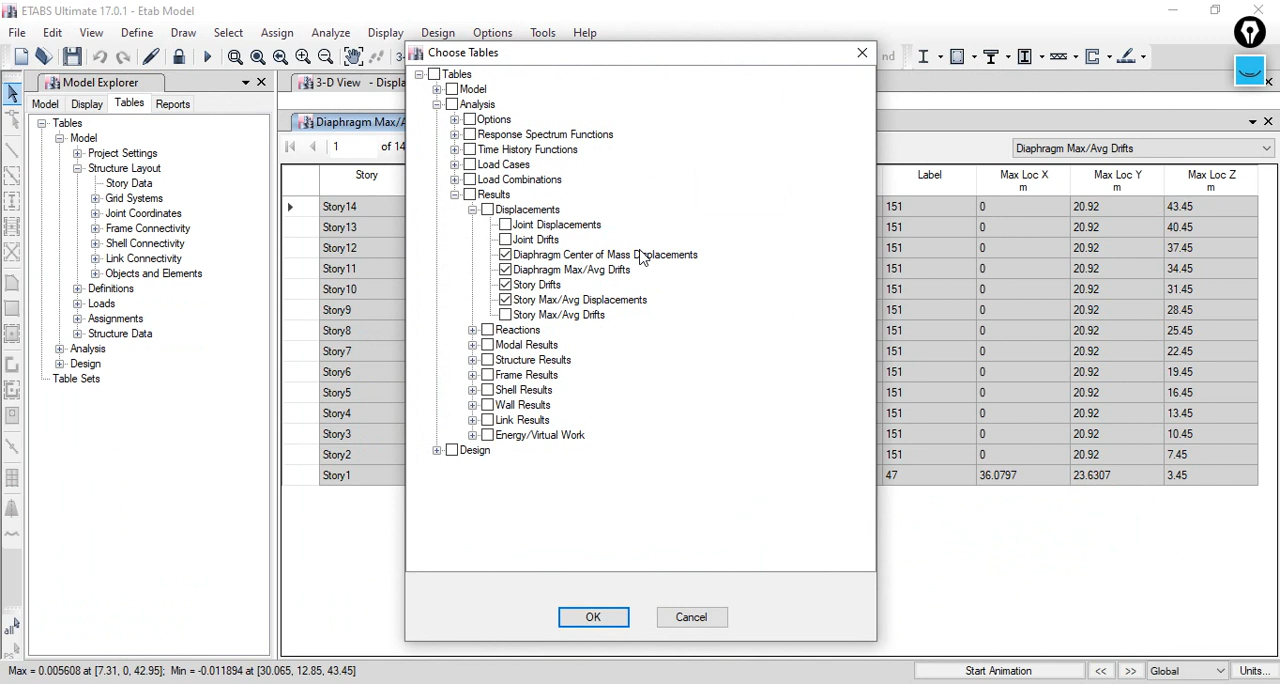 ETABS Ultimate 17.0.1 - Etab Model
File Edit View Define Draw Select Assign Analyze Display Design Options Tools Help
Model Explorer
Model Display Tables Reports
Tables
Model
Project Settings
Structure Layout
Story Data
Grid Systems
Joint Coordinates
Frame Connectivity
Shell Connectivity
Link Connectivity
Objects and Elements
Definitions
Loads
Assignments
Structure Data
Analysis
Design
Table Sets
3-D View - Displa
Diaphragm Max/A
1 of 14
Diaphragm Max/Avg Drifts
Story Label Max Loc X m Max Loc Y m Max Loc Z m
Story14 151 0 20.92 43.45
Story13 151 0 20.92 40.45
Story12 151 0 20.92 37.45
Story11 151 0 20.92 34.45
Story10 151 0 20.92 31.45
Story9 151 0 20.92 28.45
Story8 151 0 20.92 25.45
Story7 151 0 20.92 22.45
Story6 151 0 20.92 19.45
Story5 151 0 20.92 16.45
Story4 151 0 20.92 13.45
Story3 151 0 20.92 10.45
Story2 151 0 20.92 7.45
Story1 47 36.0797 23.6307 3.45
Choose Tables
Tables
Model
Analysis
Options
Response Spectrum Functions
Time History Functions
Load Cases
Load Combinations
Results
Displacements
Joint Displacements
Joint Drifts
Diaphragm Center of Mass Displacements
Diaphragm Max/Avg Drifts
Story Drifts
Story Max/Avg Displacements
Story Max/Avg Drifts
Reactions
Modal Results
Structure Results
Frame Results
Shell Results
Wall Results
Link Results
Energy/Virtual Work
Design
OK Cancel
Max = 0.005608 at [7.31, 0, 42.95]; Min = -0.011894 at [30.065, 12.85, 43.45]
Start Animation << >> Global Units...